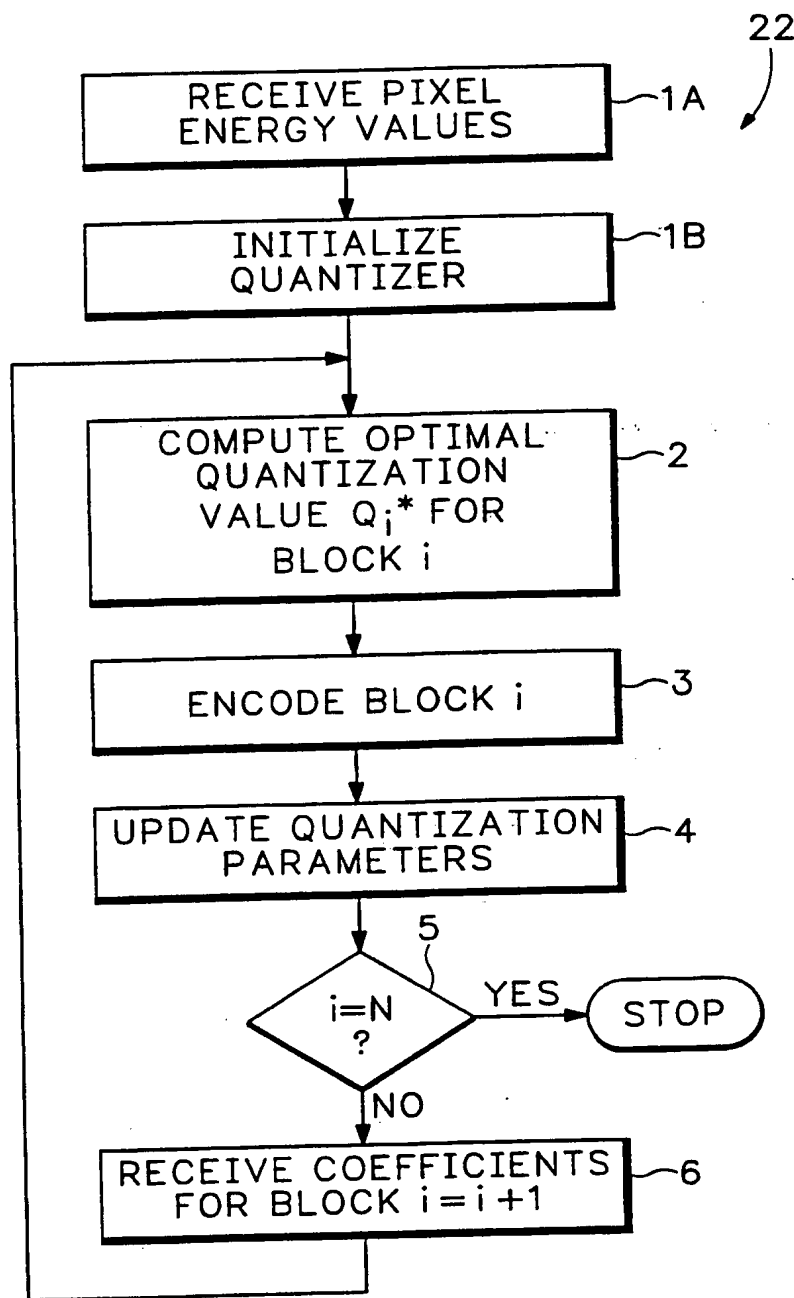 22
RECEIVE PIXEL
ENERGY VALUES
1A
INITIALIZE
QUANTIZER
1B
COMPUTE OPTIMAL
QUANTIZATION
VALUE Qi* FOR
BLOCK i
2
ENCODE BLOCK i
3
UPDATE QUANTIZATION
PARAMETERS
4
5
i=N
?
YES
STOP
NO
RECEIVE COEFFICIENTS
FOR BLOCK i=i+1
6